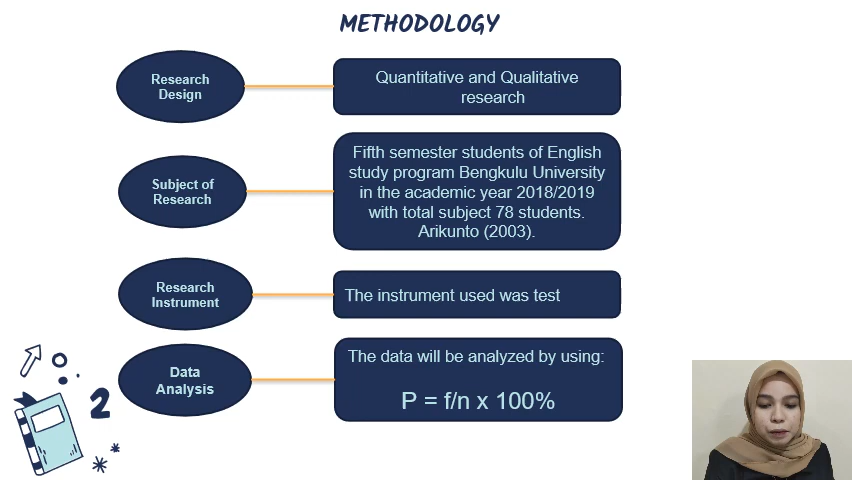 METHODOLOGY
Research
Design
Quantitative and Qualitative
research
Subject of
Research
Fifth semester students of English
study program Bengkulu University
in the academic year 2018/2019
with total subject 78 students.
Arikunto (2003).
Research
Instrument
The instrument used was test
Data
Analysis
The data will be analyzed by using:
P = f/n x 100%
2